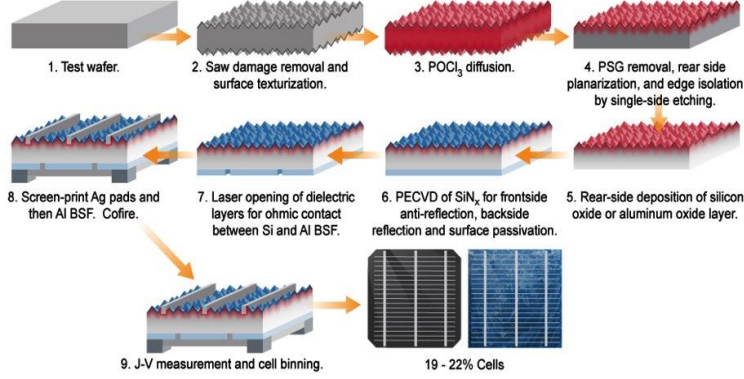 1. Test wafer.
2. Saw damage removal and
surface texturization.
3. POCl3 diffusion.
4. PSG removal, rear side
planarization, and edge isolation
by single-side etching.
8. Screen-print Ag pads and
then Al BSF. Cofire.
7. Laser opening of dielectric
layers for ohmic contact
between Si and Al BSF.
6. PECVD of SiNx for frontside
anti-reflection, backside
reflection and surface passivation.
5. Rear-side deposition of silicon
oxide or aluminum oxide layer.
9. J-V measurement and cell binning.
19 - 22% Cells